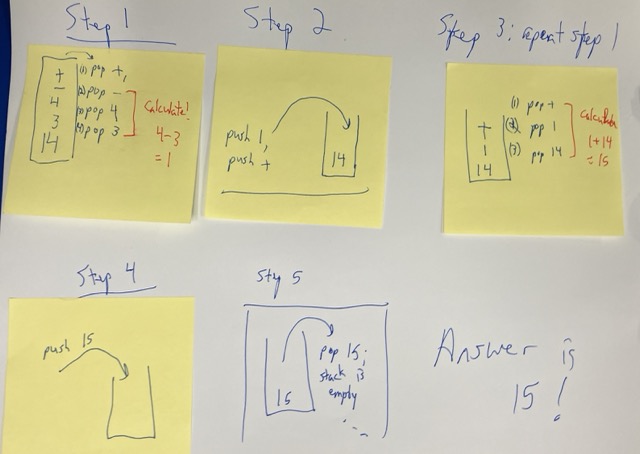 Step 1
+
-
4
3
14
(1) pop +,
(2) pop -
(3) pop 4
(4) pop 3
Calculate!
4-3
= 1
Step 2
push 1,
push +
14
Step 3: repeat step 1
+
1
14
(1) pop +
(2) pop 1
(3) pop 14
Calculate
1+14
= 15
Step 4
push 15
Step 5
15
pop 15;
stack is
empty
Answer is
15!